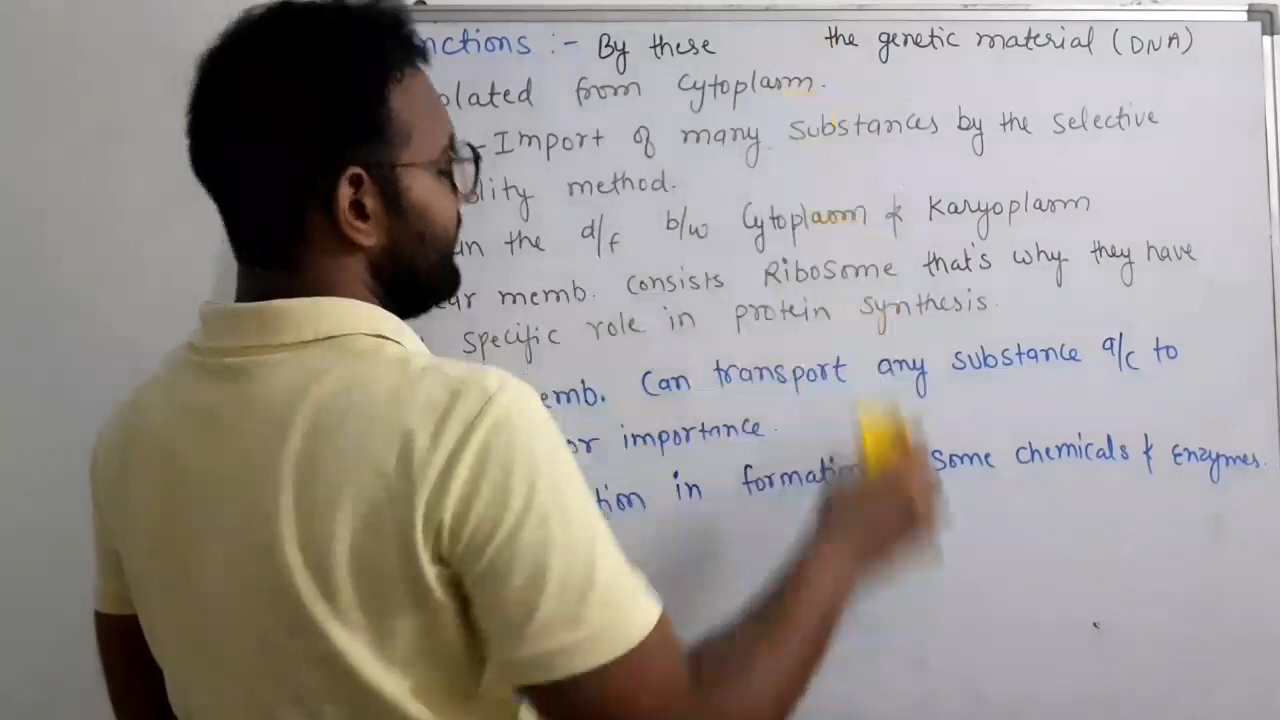 nctions :- By these the genetic material (DNA)
olated from Cytoplasm.
- Import of many substances by the selective
lity method.
in the d/f b/w Cytoplasm & Karyoplasm
ar memb. Consists Ribosome that's why they have
specific role in protein synthesis.
emb. Can transport any substance a/c to
or importance.
tion in formation some chemicals & Enzymes.